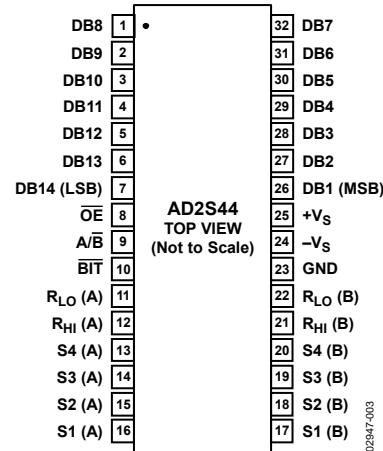 DB8 1 32 DB7
DB9 2 31 DB6
DB10 3 30 DB5
DB11 4 29 DB4
DB12 5 28 DB3
DB13 6 27 DB2
DB14 (LSB) 7 26 DB1 (MSB)
O̅E̅ 8 AD2S44 25 +VS
A/B̅ 9 TOP VIEW 24 –VS
B̅I̅T̅ 10 (Not to Scale) 23 GND
RLO (A) 11 22 RLO (B)
RHI (A) 12 21 RHI (B)
S4 (A) 13 20 S4 (B)
S3 (A) 14 19 S3 (B)
S2 (A) 15 18 S2 (B)
S1 (A) 16 17 S1 (B)
02947-003